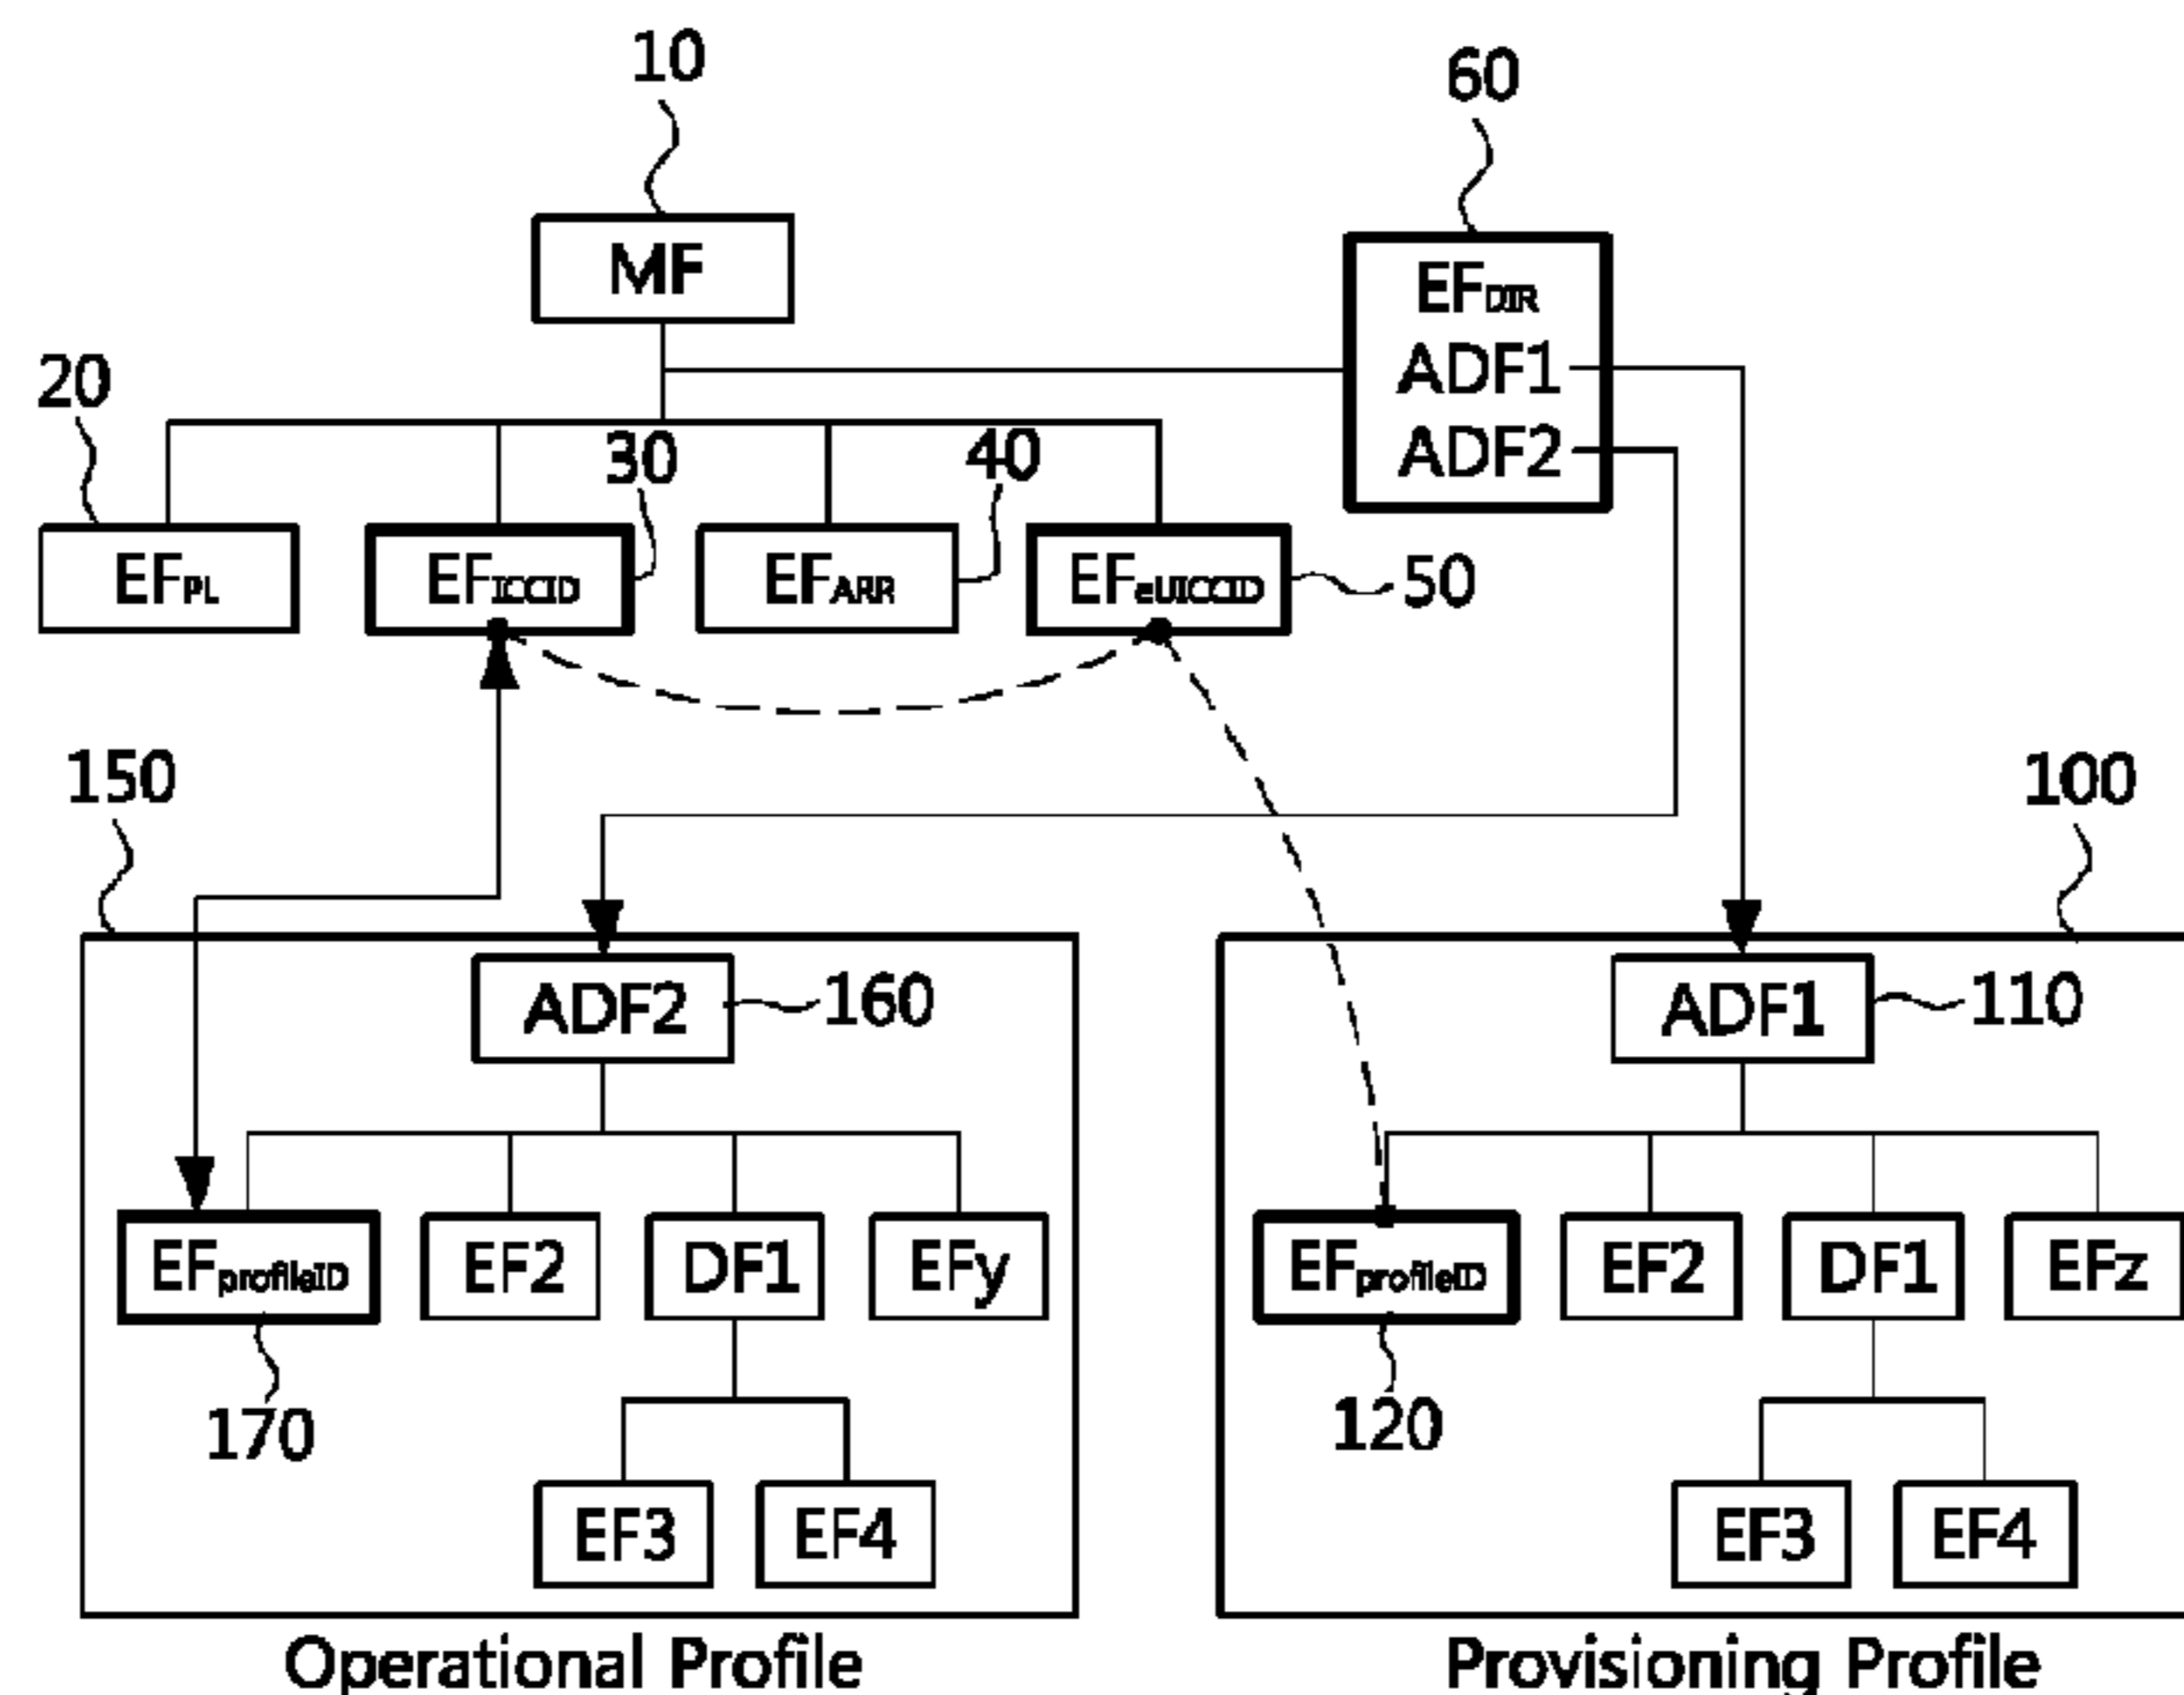 10
60
MF
EFDIR
ADF1
ADF2
20
30
40
EFPL
EFICCID
EFARR
EFeUICCID
50
150
100
ADF2
160
ADF1
110
EFprofileID
EF2
DF1
EFy
EFprofileID
EF2
DF1
EFz
170
120
EF3
EF4
EF3
EF4
Operational Profile
Provisioning Profile